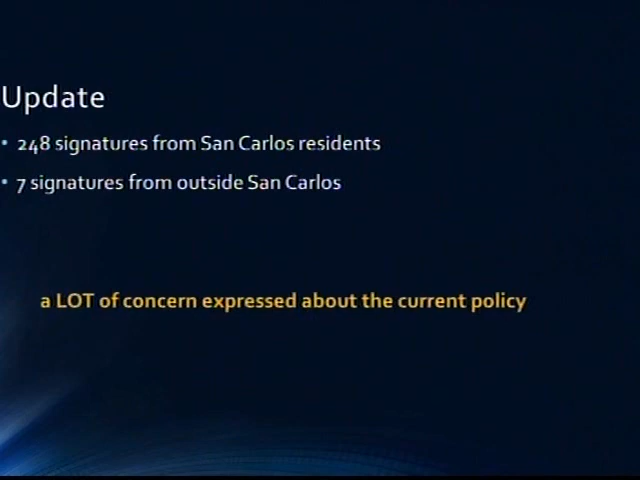 Update
• 248 signatures from San Carlos residents
• 7 signatures from outside San Carlos
a LOT of concern expressed about the current policy